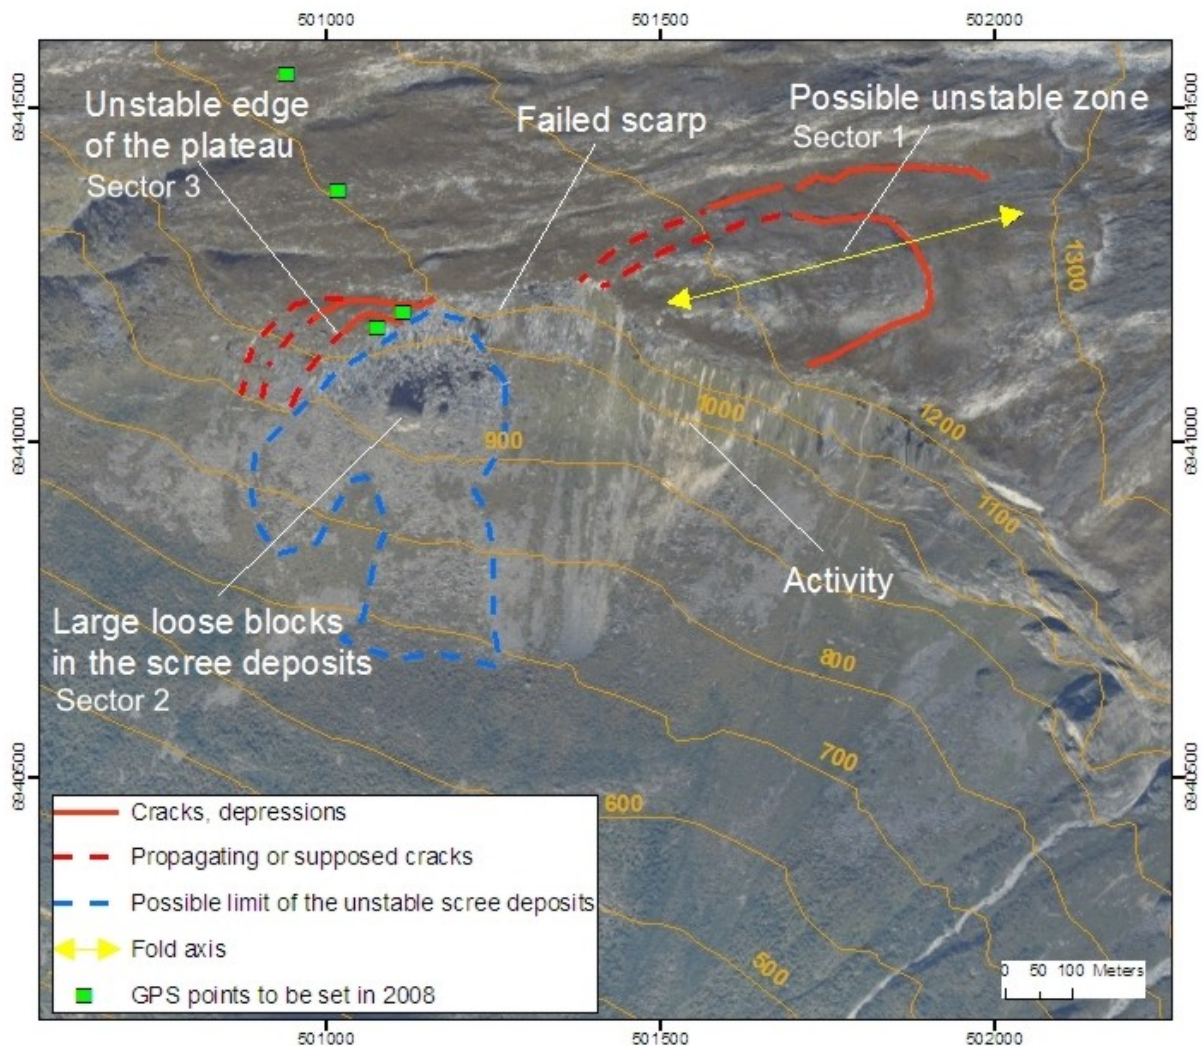 501000
501500
502000
6941500
6941500
Unstable edge
of the plateau
Sector 3
Failed scarp
Possible unstable zone
Sector 1
1300
6941000
6941000
1000
1200
900
1100
Activity
Large loose blocks
in the scree deposits
Sector 2
800
700
600
500
6940500
6940500
Cracks, depressions
Propagating or supposed cracks
Possible limit of the unstable scree deposits
Fold axis
GPS points to be set in 2008
0 50 100 Meters
501000
501500
502000